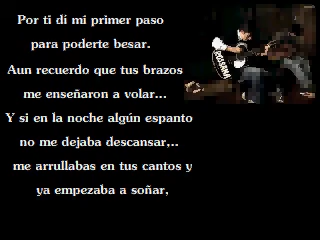 Por ti dí mi primer paso
para poderte besar.
Aun recuerdo que tus brazos
me enseñaron a volar...
Y si en la noche algún espanto
no me dejaba descansar,..
me arrullabas en tus cantos y
ya empezaba a soñar,